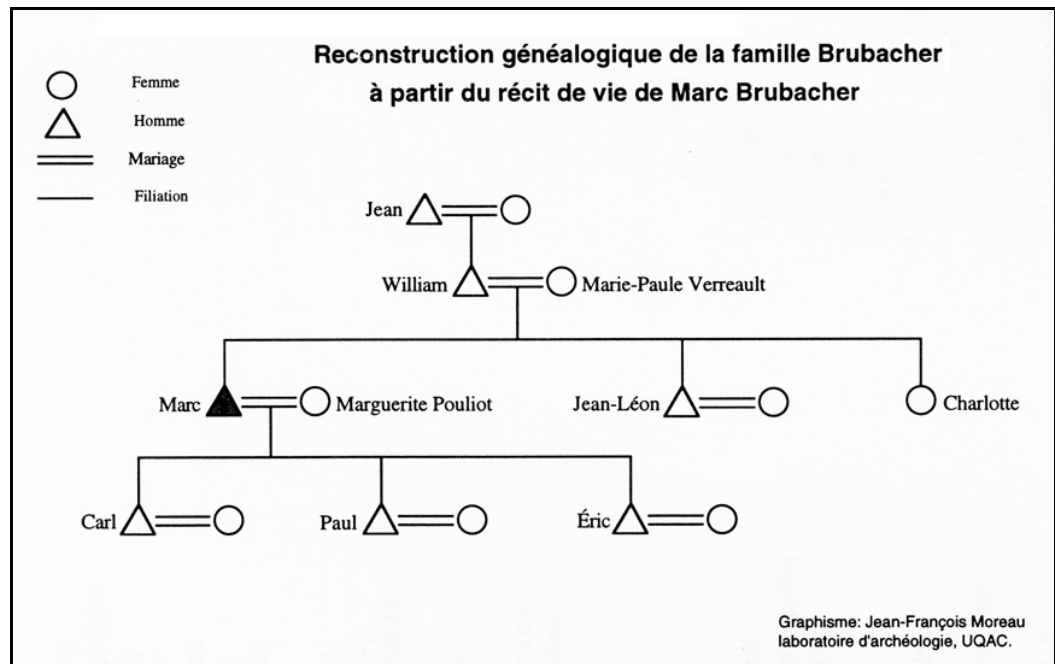 Reconstruction généalogique de la famille Brubacher
à partir du récit de vie de Marc Brubacher
Femme
Homme
Mariage
Filiation
Jean
William
Marie-Paule Verreault
Marc
Marguerite Pouliot
Jean-Léon
Charlotte
Carl
Paul
Éric
Graphisme: Jean-François Moreau
laboratoire d'archéologie, UQAC.